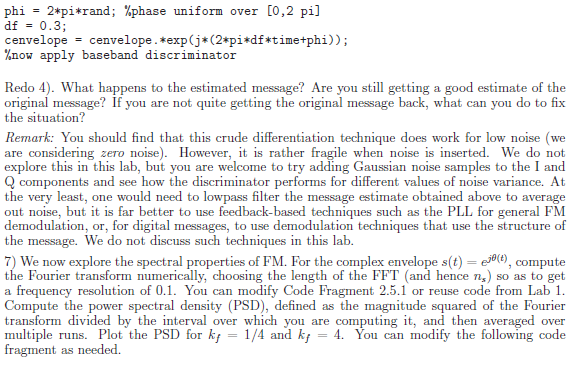 phi = 2*pi*rand; %phase uniform over [0,2 pi]
df = 0.3;
cenvelope = cenvelope.*exp(j*(2*pi*df*time+phi));
%now apply baseband discriminator
Redo 4). What happens to the estimated message? Are you still getting a good estimate of the
original message? If you are not quite getting the original message back, what can you do to fix
the situation?
Remark: You should find that this crude differentiation technique does work for low noise (we
are considering zero noise). However, it is rather fragile when noise is inserted. We do not
explore this in this lab, but you are welcome to try adding Gaussian noise samples to the I and
Q components and see how the discriminator performs for different values of noise variance. At
the very least, one would need to lowpass filter the message estimate obtained above to average
out noise, but it is far better to use feedback-based techniques such as the PLL for general FM
demodulation, or, for digital messages, to use demodulation techniques that use the structure of
the message. We do not discuss such techniques in this lab.
7) We now explore the spectral properties of FM. For the complex envelope s(t) = e^{jθ(t)}, compute
the Fourier transform numerically, choosing the length of the FFT (and hence n_s) so as to get
a frequency resolution of 0.1. You can modify Code Fragment 2.5.1 or reuse code from Lab 1.
Compute the power spectral density (PSD), defined as the magnitude squared of the Fourier
transform divided by the interval over which you are computing it, and then averaged over
multiple runs. Plot the PSD for k_f = 1/4 and k_f = 4. You can modify the following code
fragment as needed.